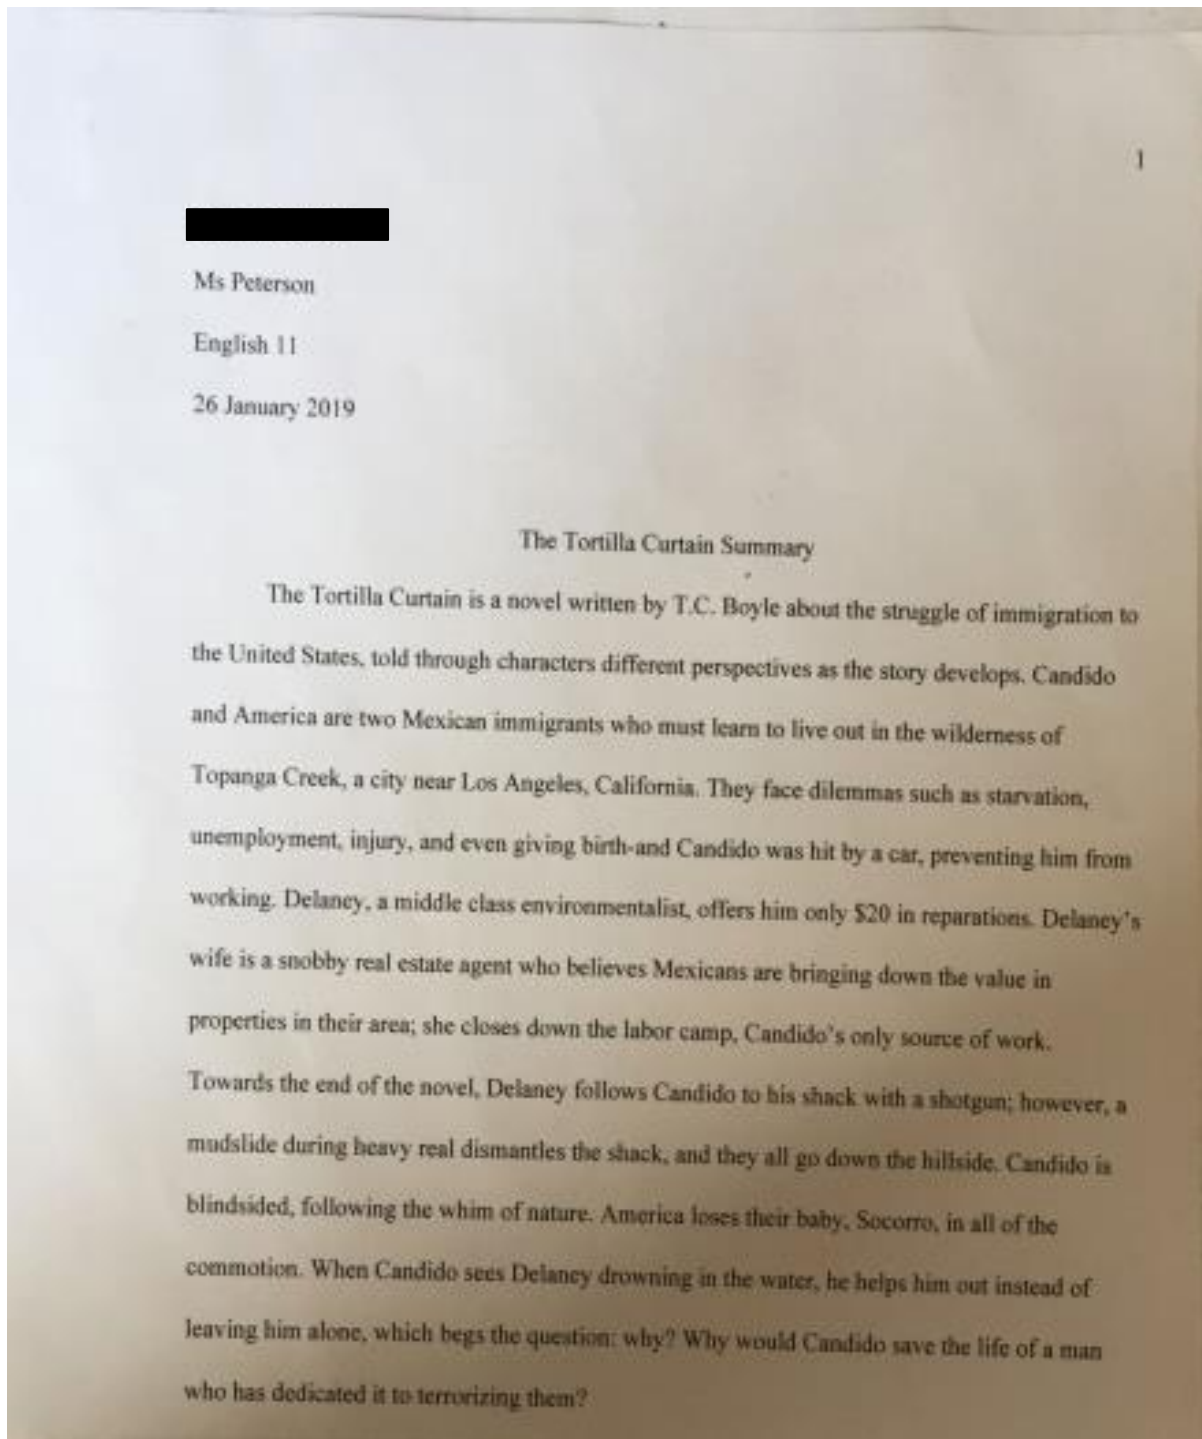 1
Ms Peterson
English 11
26 January 2019
The Tortilla Curtain Summary
The Tortilla Curtain is a novel written by T.C. Boyle about the struggle of immigration to
the United States, told through characters different perspectives as the story develops. Candido
and America are two Mexican immigrants who must learn to live out in the wilderness of
Topanga Creek, a city near Los Angeles, California. They face dilemmas such as starvation,
unemployment, injury, and even giving birth-and Candido was hit by a car, preventing him from
working. Delaney, a middle class environmentalist, offers him only $20 in reparations. Delaney's
wife is a snobby real estate agent who believes Mexicans are bringing down the value in
properties in their area; she closes down the labor camp, Candido's only source of work.
Towards the end of the novel, Delaney follows Candido to his shack with a shotgun; however, a
mudslide during heavy real dismantles the shack, and they all go down the hillside. Candido is
blindsided, following the whim of nature. America loses their baby, Socorro, in all of the
commotion. When Candido sees Delaney drowning in the water, he helps him out instead of
leaving him alone, which begs the question: why? Why would Candido save the life of a man
who has dedicated it to terrorizing them?